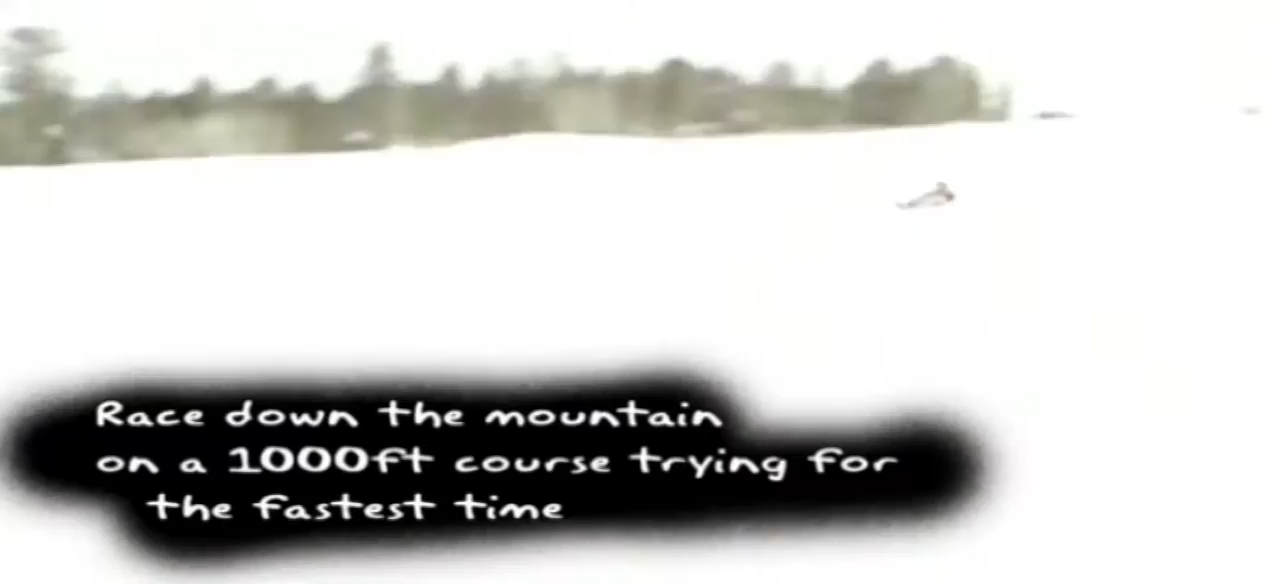 Race down the mountain
on a 1000ft course trying for
the fastest time